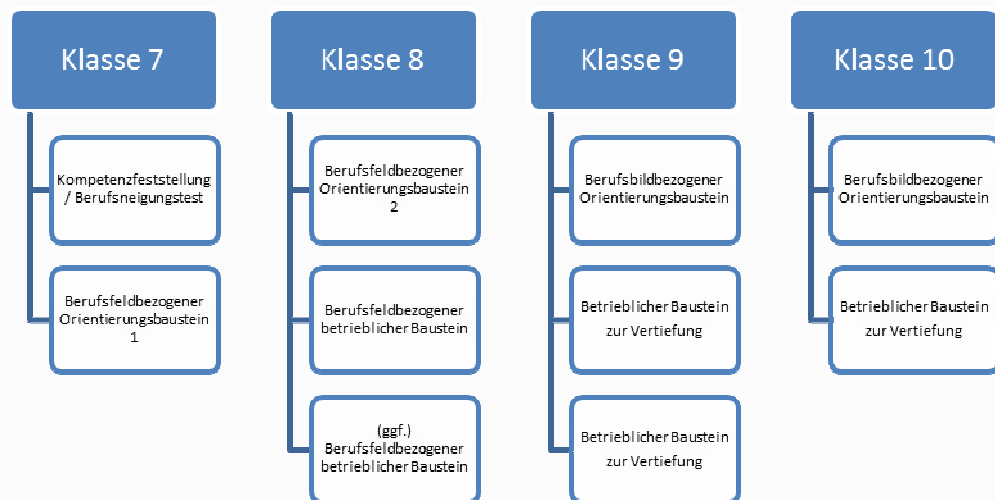 Klasse 7
Kompetenzfeststellung
/ Berufsneigungstest
Berufsfeldbezogener
Orientierungsbaustein
1
Klasse 8
Berufsfeldbezogener
Orientierungsbaustein
2
Berufsfeldbezogener
betrieblicher Baustein
(ggf.)
Berufsfeldbezogener
betrieblicher Baustein
Klasse 9
Berufsbildbezogener
Orientierungsbaustein
Betrieblicher Baustein
zur Vertiefung
Betrieblicher Baustein
zur Vertiefung
Klasse 10
Berufsbildbezogener
Orientierungsbaustein
Betrieblicher Baustein
zur Vertiefung